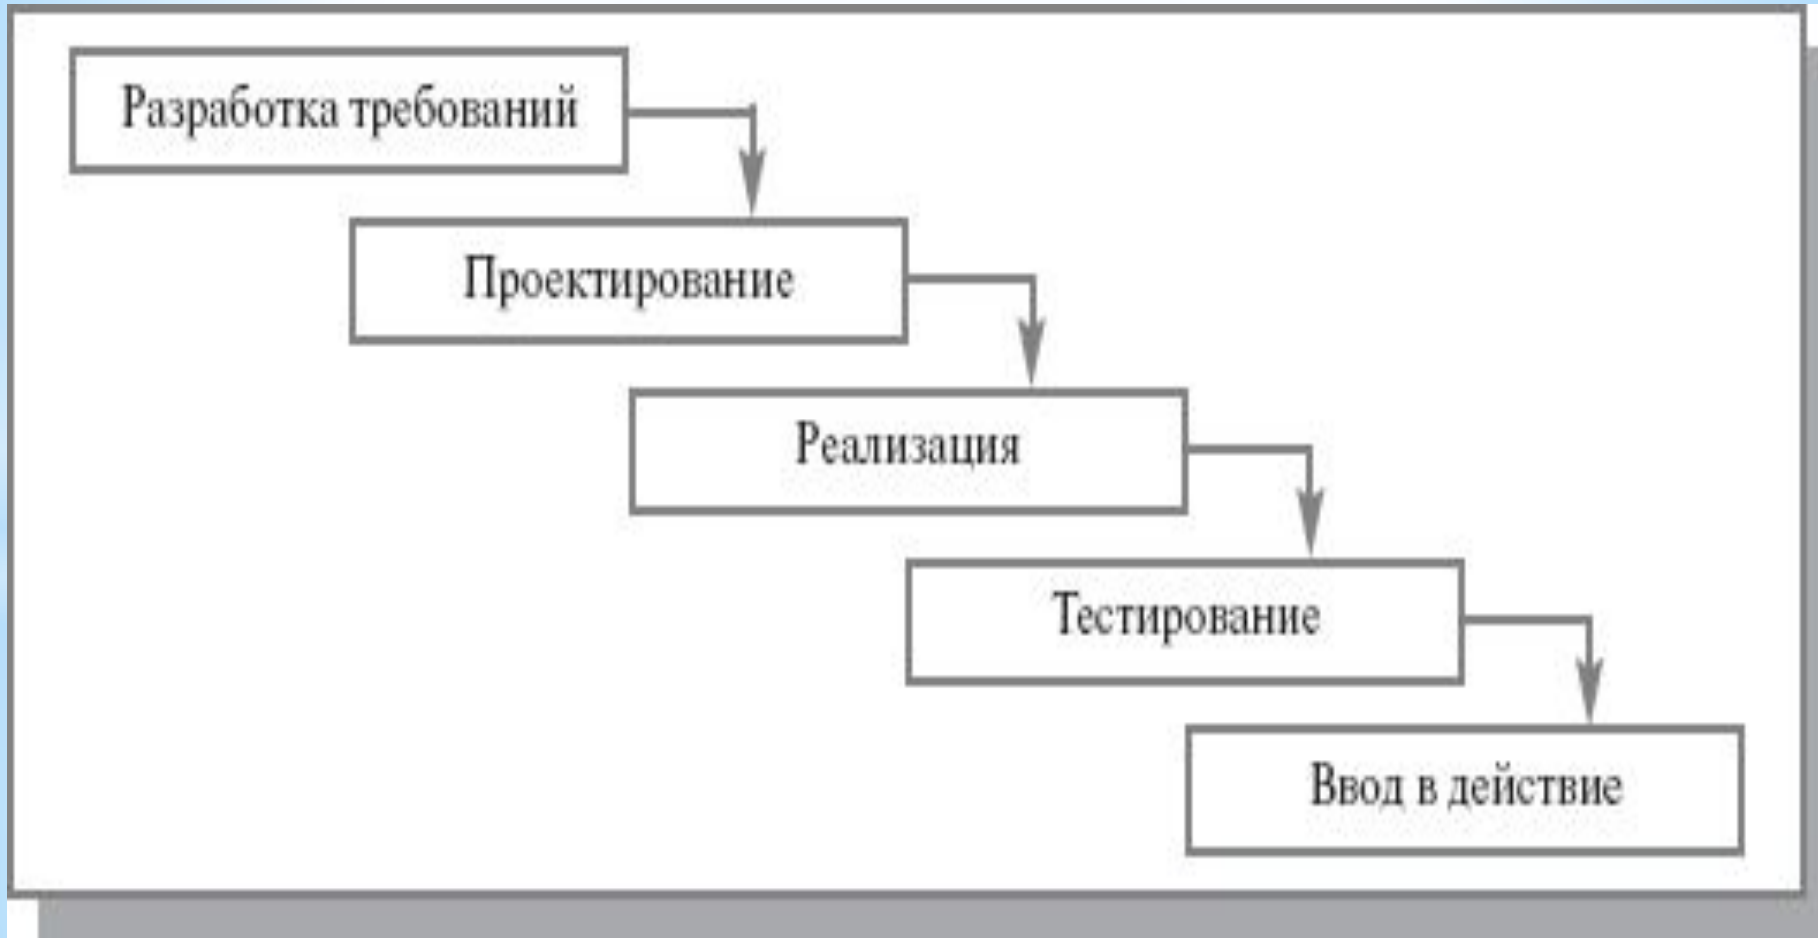 Разработка требований
Проектирование
Реализация
Тестирование
Ввод в действие